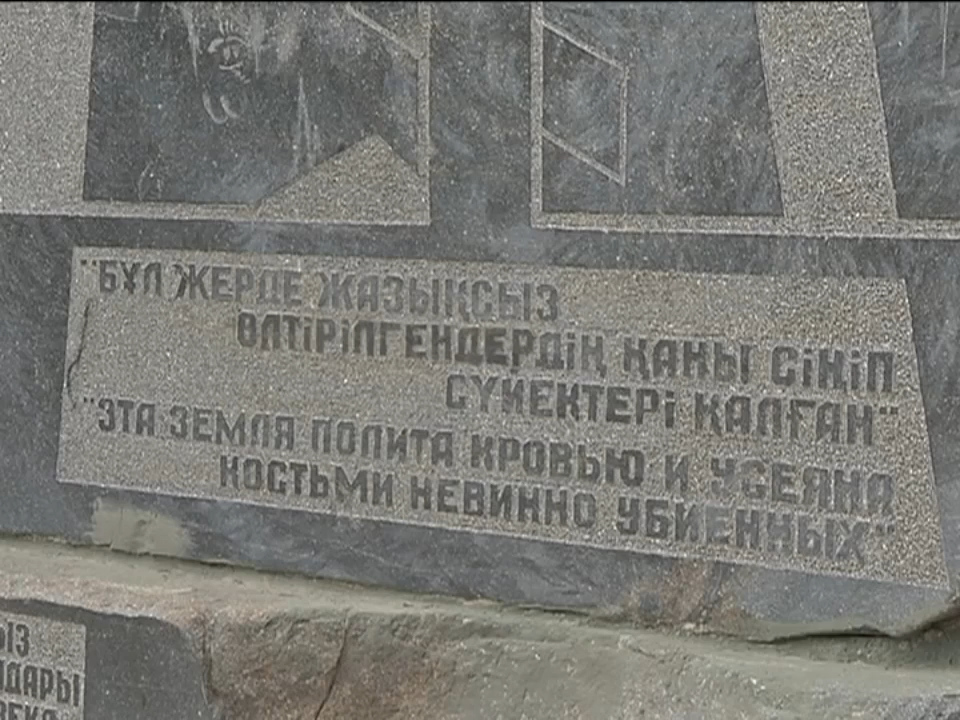 "БҰЛ ЖЕРДЕ ЖАЗЫҚСЫЗ
ӨЛТІРІЛГЕНДЕРДІҢ ҚАНЫ СІҢІП
СҮЙЕКТЕРІ ҚАЛҒАН"
"ЭТА ЗЕМЛЯ ПОЛИТА КРОВЬЮ И УСЕЯНА
КОСТЬМИ НЕВИННО УБИЕННЫХ"